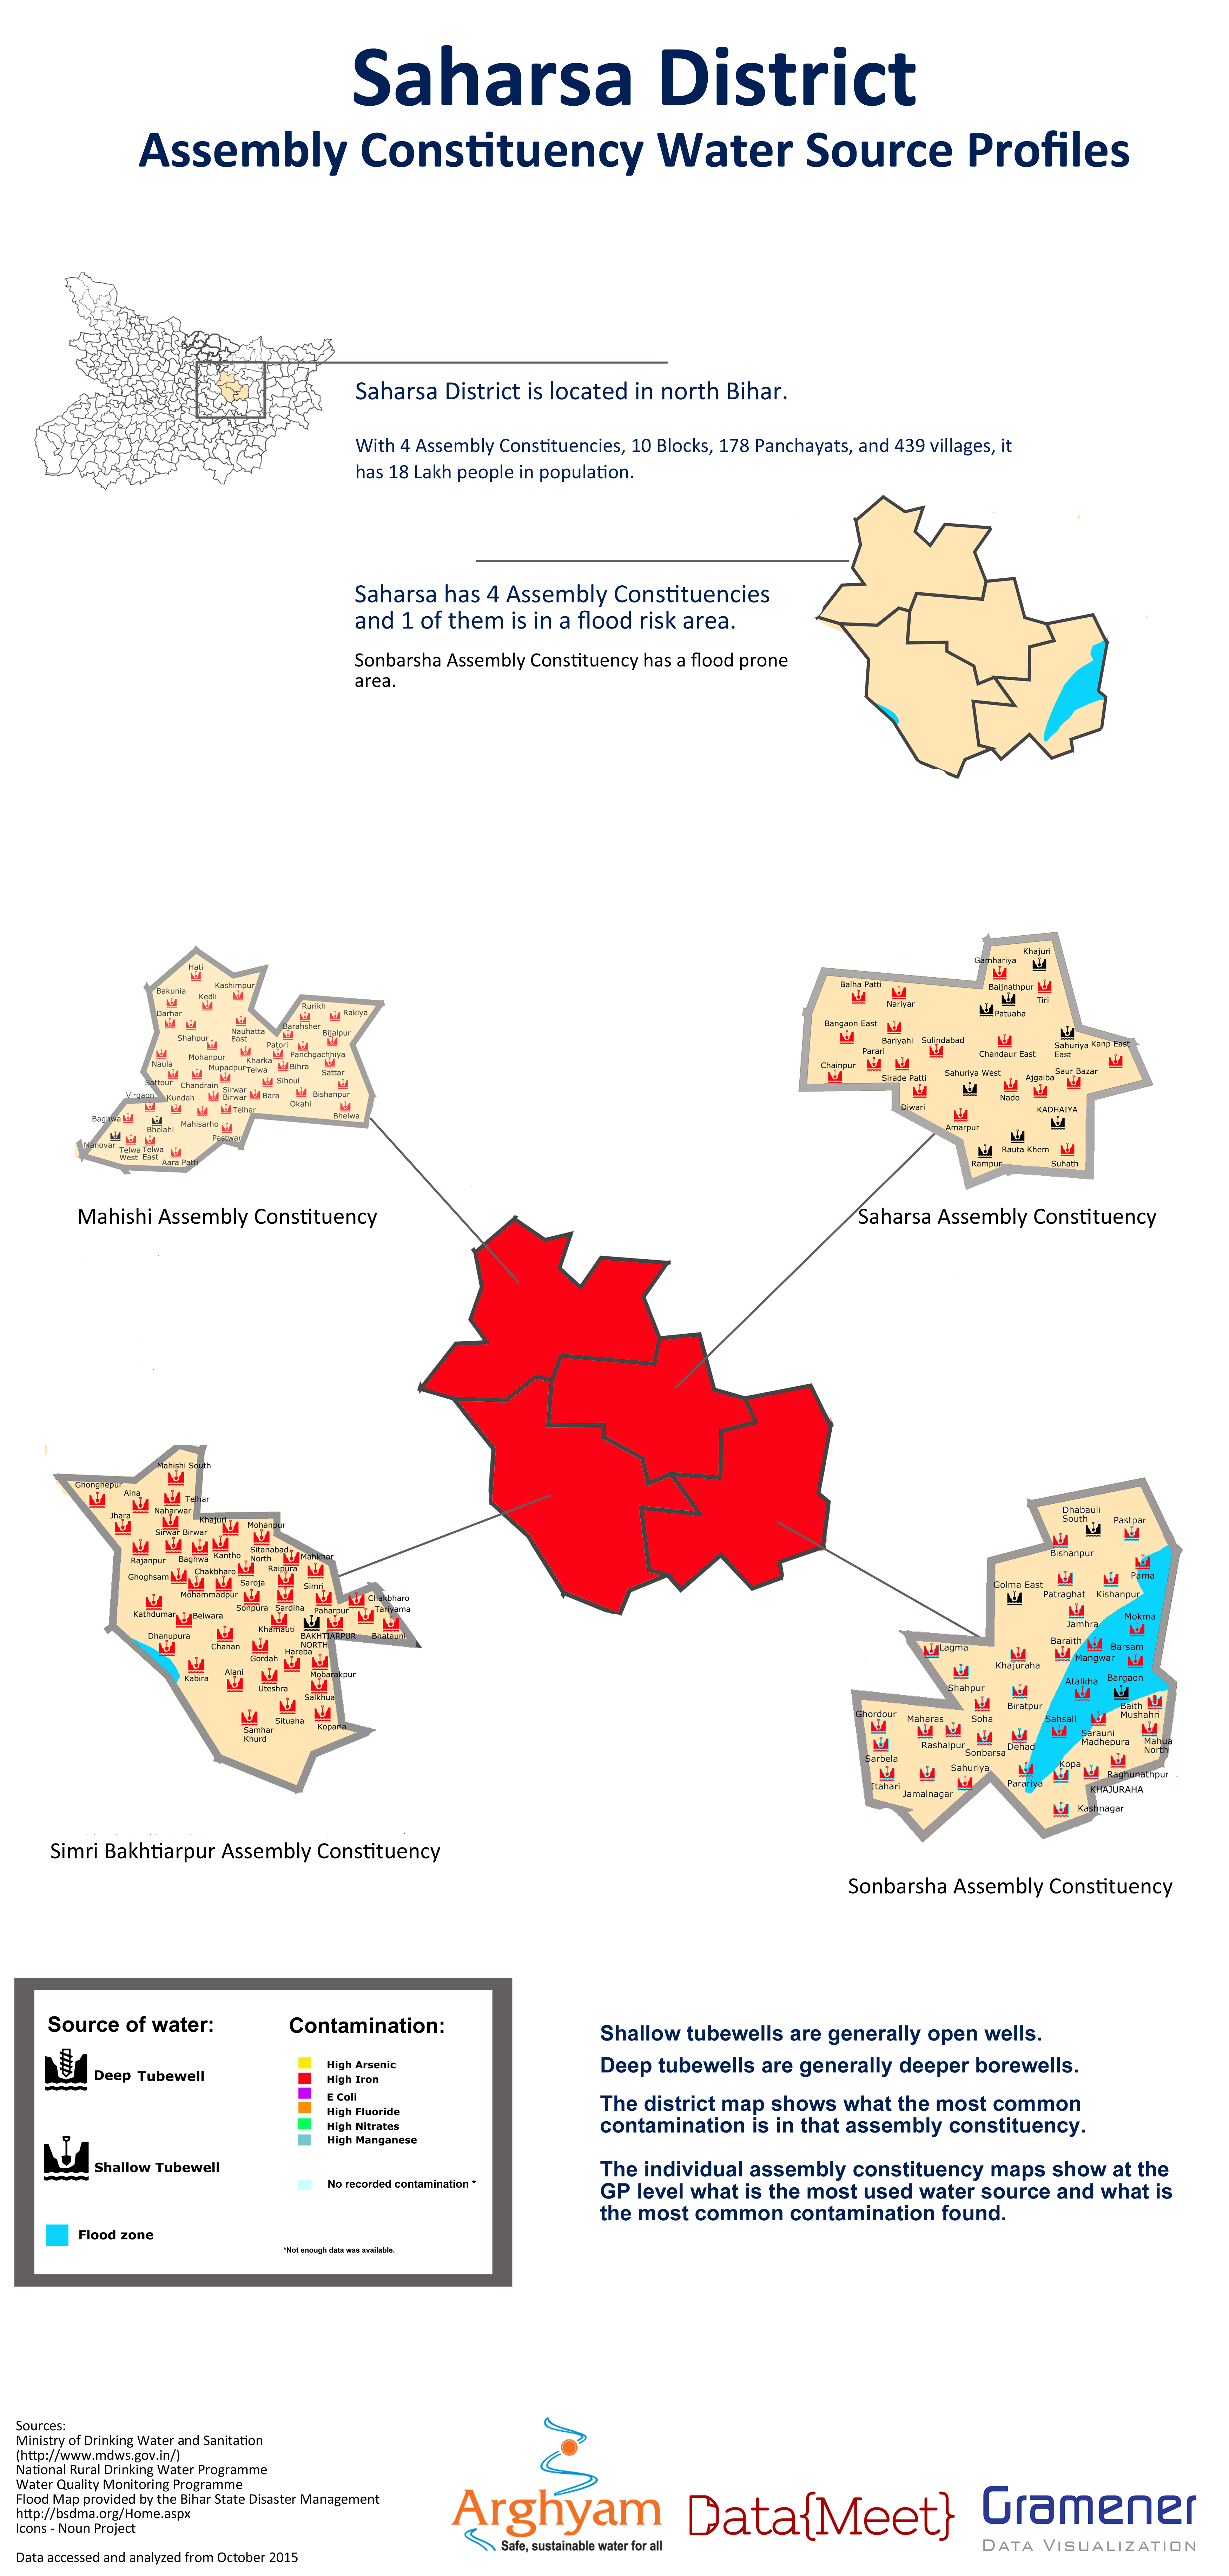 Saharsa District
Assembly Constituency Water Source Profiles
Saharsa District is located in north Bihar.
With 4 Assembly Constituencies, 10 Blocks, 178 Panchayats, and 439 villages, it
has 18 Lakh people in population.
Saharsa has 4 Assembly Constituencies
and 1 of them is in a flood risk area.
Sonbarsha Assembly Constituency has a flood prone
area.
Hati
Bakunia
Kedli
Kashimpur
Darhar
Shahpur
Nauhatta
East
Rurikh
Rakiya
Barahsher
Bijalpur
Patori
Naula
Mohanpur
Kharka
Telwa
Panchgachhiya
Mupadpur
Bihra
Sattar
Sattour
Chandrain
Sihoul
Virgaon
Kundah
Sirwar
Birwar
Bara
Bishanpur
Okahi
Baghwa
Bhelahi
Mahisarho
Telhar
Bhelwa
Manovar
Telwa
West
Telwa
East
Pastwar
Aara Patti
Mahishi Assembly Constituency
Khajuri
Gamhariya
Balha Patti
Nariyar
Baijnathpur
Tiri
Patuaha
Bangaon East
Bariyahi
Sulindabad
Chandaur East
Sahuriya
East
Kanp East
Parari
Chainpur
Sirade Patti
Sahuriya West
Ajgaiba
Saur Bazar
Nado
Diwari
KADHAIYA
Amarpur
Rauta Khem
Rampur
Suhath
Saharsa Assembly Constituency
Mahishi South
Ghonghepur
Aina
Telhar
Jhara
Naharwar
Khajuri
Mohanpur
Sirwar Birwar
Rajanpur
Baghwa
Kantho
Sitanabad
North
Mahkhar
Raipura
Ghoghsam
Chakbharo
Saroja
Simri
Mohammadpur
Chakbharo
Kathdumar
Belwara
Sonpura
Sardiha
Paharpur
Tariyama
Khamauti
BAKHTIARPUR
NORTH
Bhatauni
Dhanupura
Chanan
Gordah
Hareba
Kabira
Alani
Uteshra
Mobarakpur
Salkhua
Situaha
Samhar
Khurd
Koparia
Simri Bakhtiarpur Assembly Constituency
Dhabauli
South
Pastpar
Bishanpur
Pama
Golma East
Patraghat
Kishanpur
Jamhra
Mokma
Lagma
Baraith
Barsam
Khajuraha
Mangwar
Shahpur
Bargaon
Biratpur
Atalkha
Baith
Mushahri
Ghordour
Maharas
Soha
Sahsall
Sarauni
Madhepura
Mahua
North
Rashalpur
Sonbarsa
Dehad
Sarbela
Sahuriya
Kopa
Raghunathpur
Itahari
Jamalnagar
Parariya
KHAJURAHA
Kashnagar
Sonbarsha Assembly Constituency
Source of water:
Deep Tubewell
Shallow Tubewell
Flood zone
Contamination:
High Arsenic
High Iron
E Coli
High Fluoride
High Nitrates
High Manganese
No recorded contamination *
*Not enough data was available.
Shallow tubewells are generally open wells.
Deep tubewells are generally deeper borewells.
The district map shows what the most common
contamination is in that assembly constituency.
The individual assembly constituency maps show at the
GP level what is the most used water source and what is
the most common contamination found.
Sources:
Ministry of Drinking Water and Sanitation
(http://www.mdws.gov.in/)
National Rural Drinking Water Programme
Water Quality Monitoring Programme
Flood Map provided by the Bihar State Disaster Management
http://bsdma.org/Home.aspx
Icons - Noun Project
Data accessed and analyzed from October 2015
Arghyam
Safe, sustainable water for all
Data{Meet}
Gramener
DATA VISUALIZATION